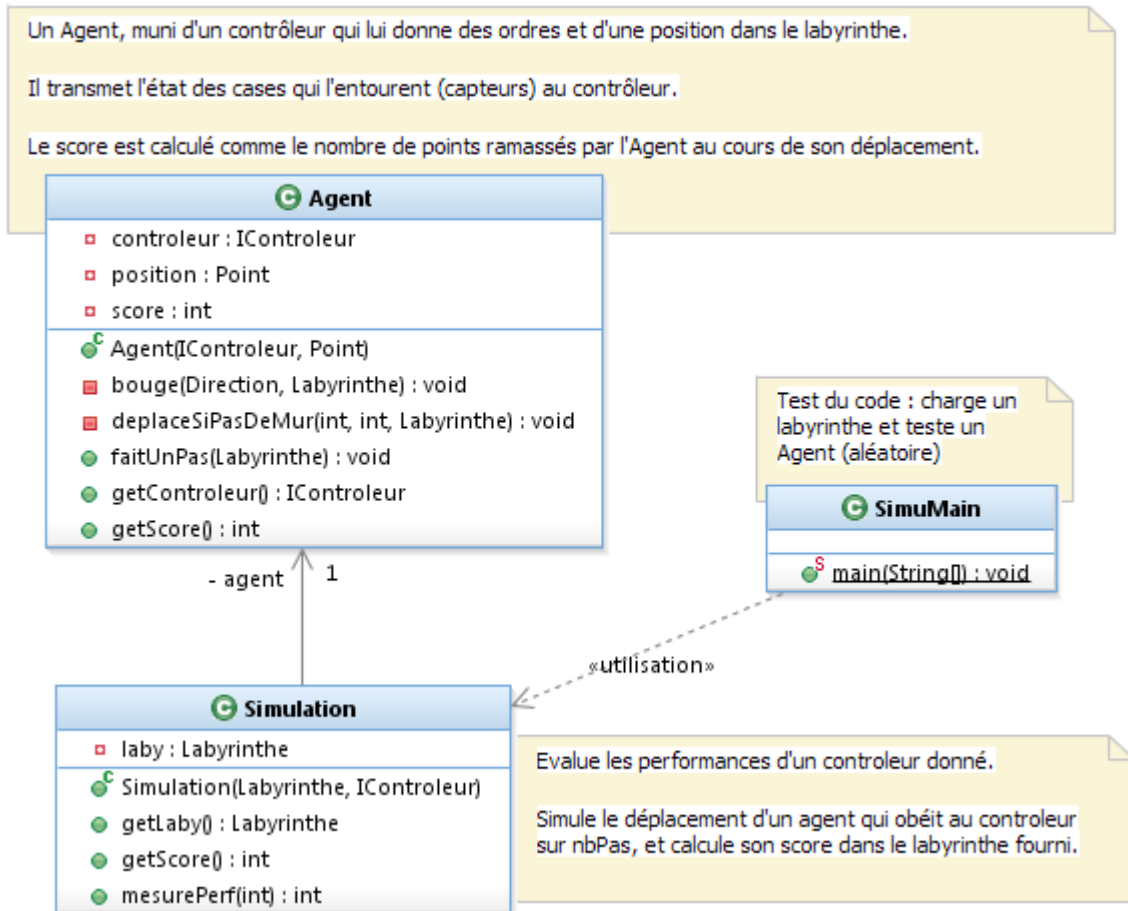 Un Agent, muni d'un contrôleur qui lui donne des ordres et d'une position dans le labyrinthe.
Il transmet l'état des cases qui l'entourent (capteurs) au contrôleur.
Le score est calculé comme le nombre de points ramassés par l'Agent au cours de son déplacement.
C Agent
controleur : IControleur
position : Point
score : int
C Agent(IControleur, Point)
bouge(Direction, Labyrinthe) : void
deplaceSiPasDeMur(int, int, Labyrinthe) : void
faitUnPas(Labyrinthe) : void
getControleur() : IControleur
getScore() : int
- agent 1
Test du code : charge un
labyrinthe et teste un
Agent (aléatoire)
C SimuMain
S main(String[]) : void
«utilisation»
C Simulation
laby : Labyrinthe
C Simulation(Labyrinthe, IControleur)
getLaby() : Labyrinthe
getScore() : int
mesurePerf(int) : int
Evalue les performances d'un controleur donné.
Simule le déplacement d'un agent qui obéit au controleur
sur nbPas, et calcule son score dans le labyrinthe fourni.